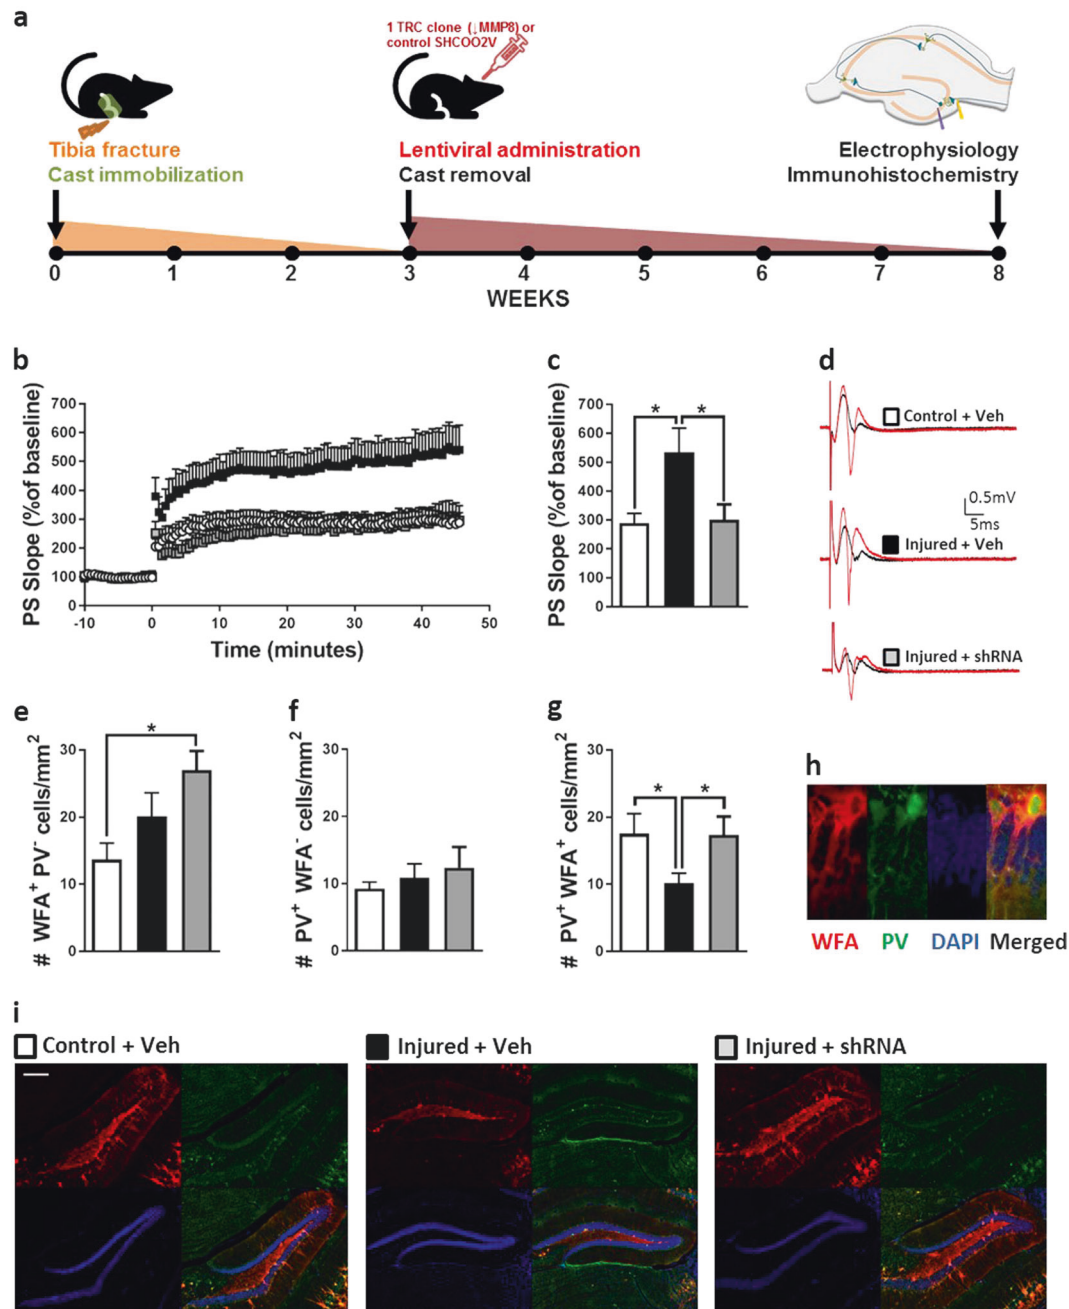 a
1 TRC clone (↓MMP8) or
control SHCOO2V
Tibia fracture
Cast immobilization
Lentiviral administration
Cast removal
Electrophysiology
Immunohistochemistry
0 1 2 3 4 5 6 7 8
WEEKS
b
PS Slope (%of baseline)
700
600
500
400
300
200
100
0
-10 0 10 20 30 40 50
Time (minutes)
c
PS Slope (%of baseline)
700
600
500
400
300
200
100
0
* *
d
Control + Veh
0.5mV
5ms
Injured + Veh
Injured + shRNA
e
# WFA⁺ PV⁻ cells/mm²
30
20
10
0
*
f
# PV⁺ WFA⁻ cells/mm²
30
20
10
0
g
# PV⁺ WFA⁺ cells/mm²
30
20
10
0
* *
h
WFA PV DAPI Merged
i
Control + Veh
Injured + Veh
Injured + shRNA